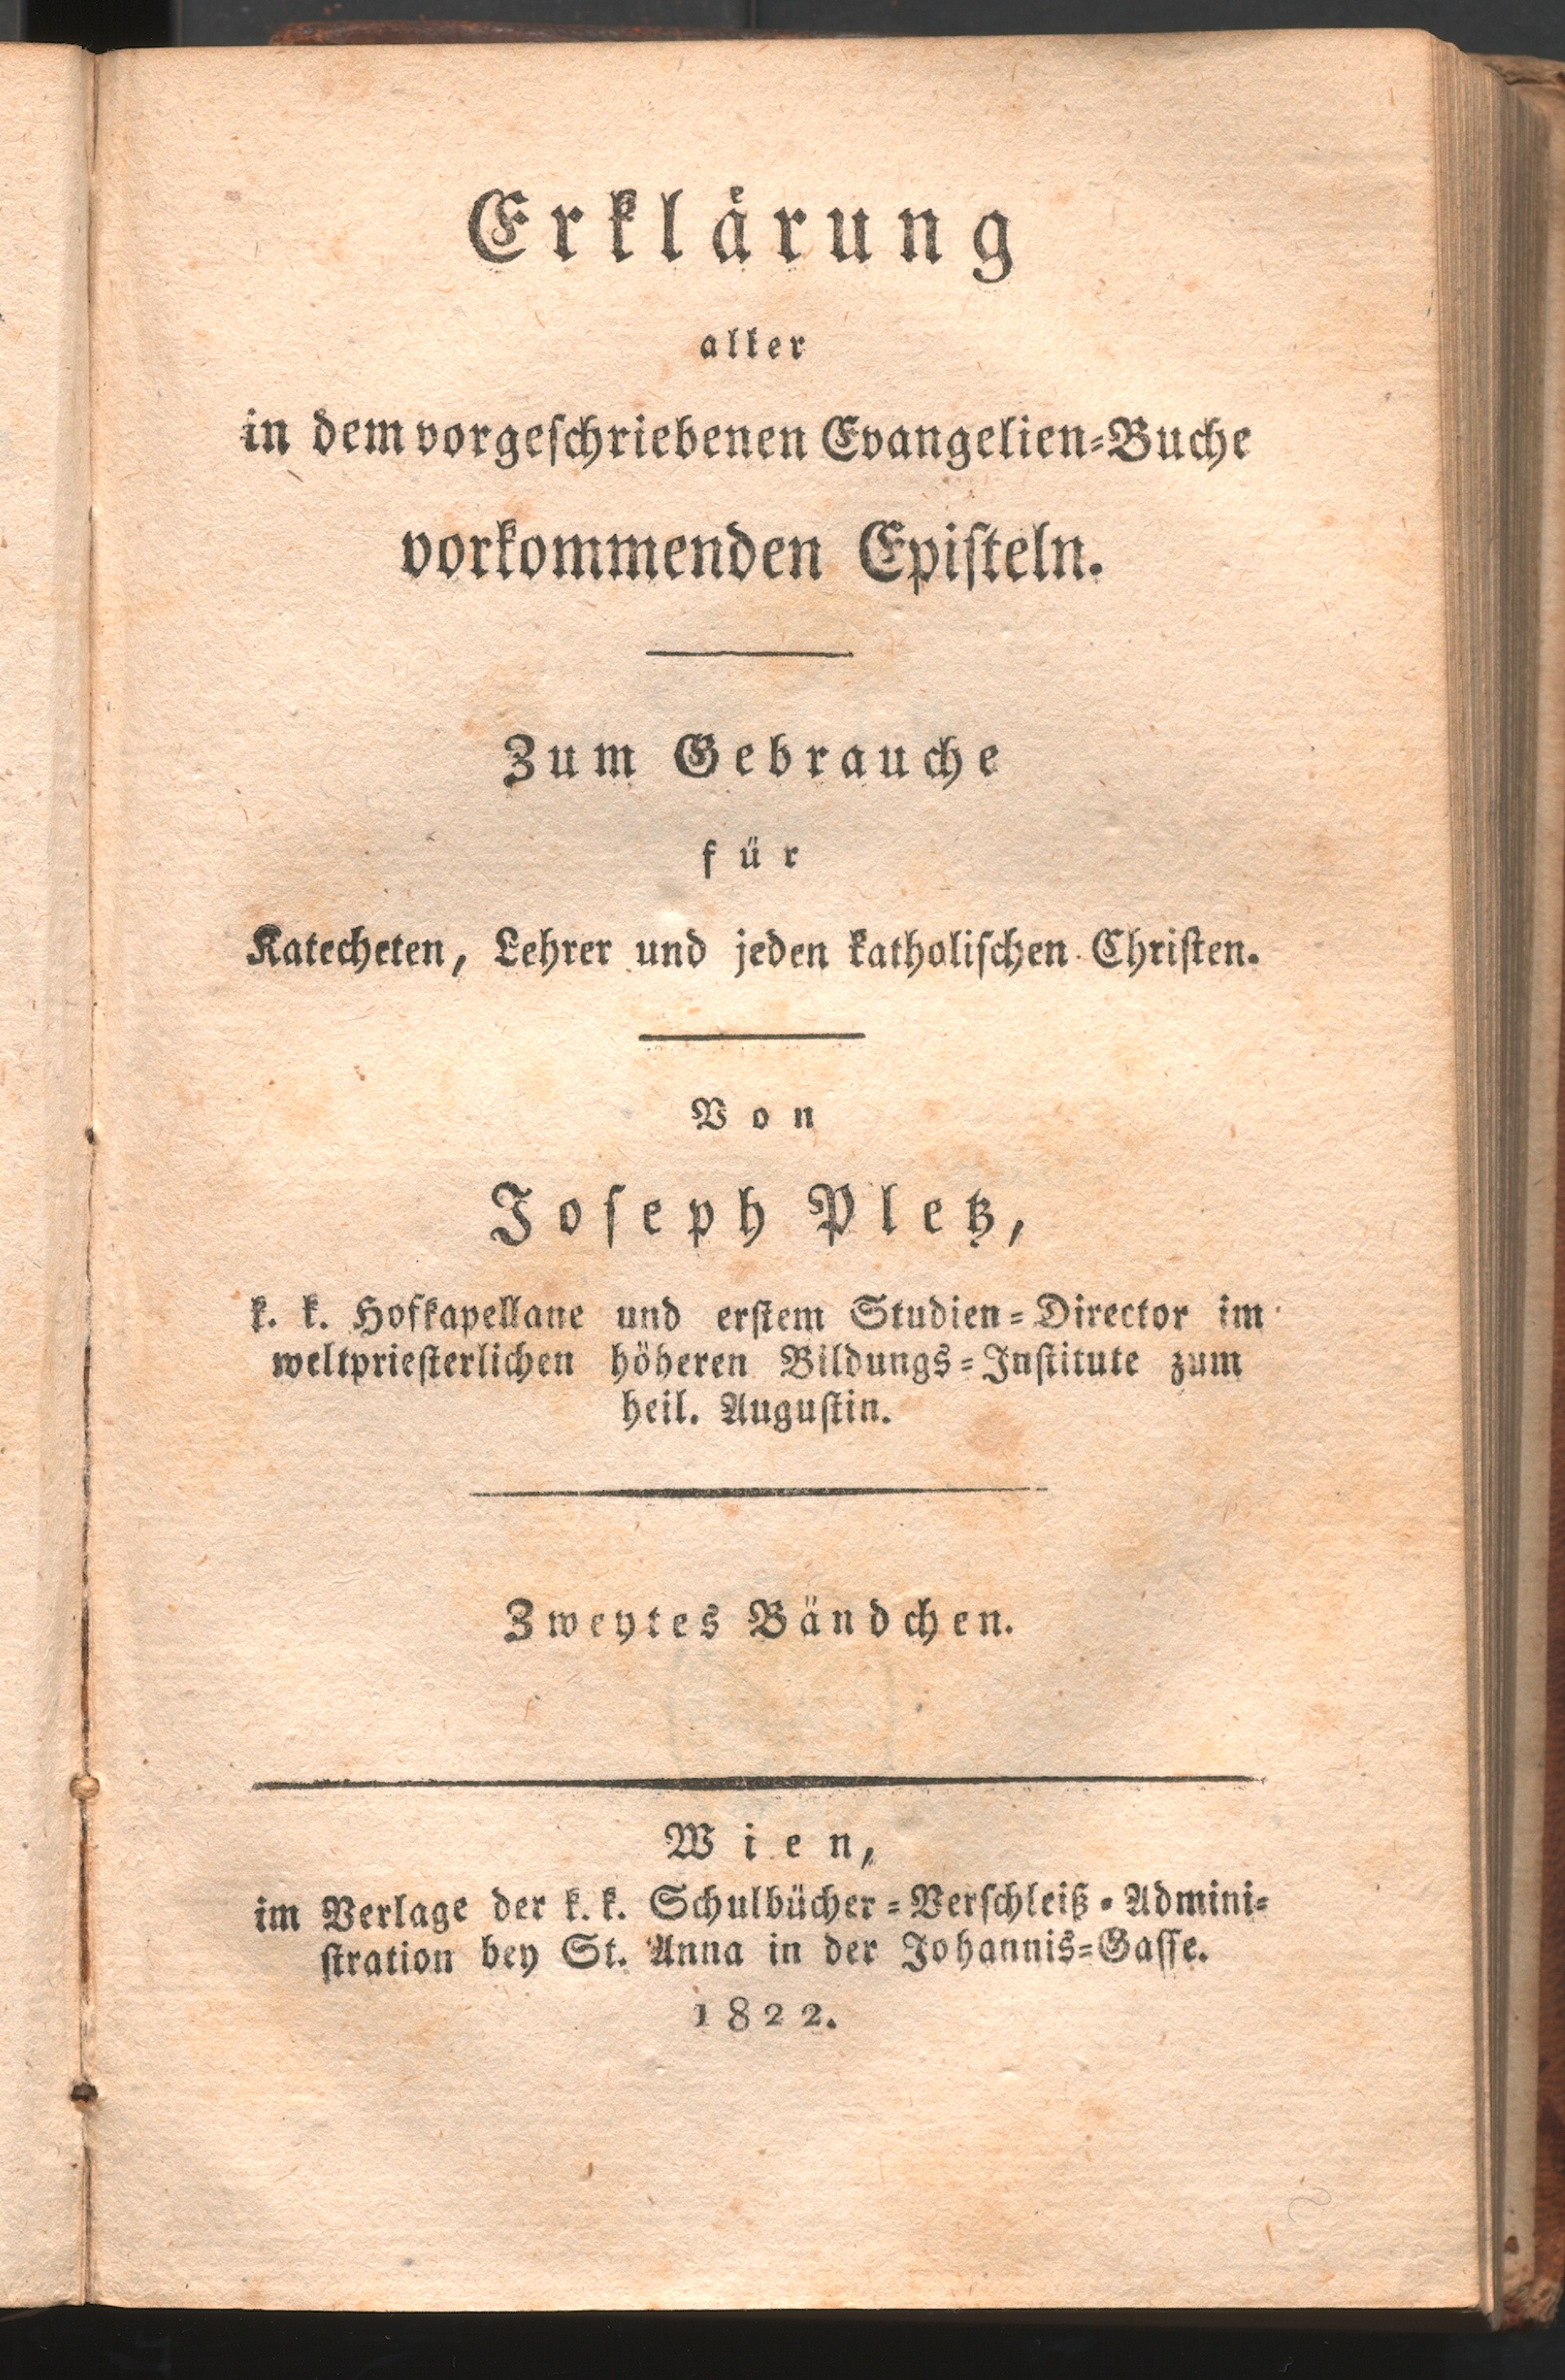 Erklärung
aller
in dem vorgeschriebenen Evangelien-Buche
vorkommenden Episteln.
Zum Gebrauche
für
Katecheten, Lehrer und jeden katholischen Christen.
Von
Joseph Pletz,
k. k. Hofkapellane und erstem Studien-Director im
weltpriesterlichen höheren Bildungs-Institute zum
heil. Augustin.
Zweytes Bändchen.
Wien,
im Verlage der k. k. Schulbücher-Verschleiß-Admini-
stration bey St. Anna in der Johannis-Gasse.
1822.